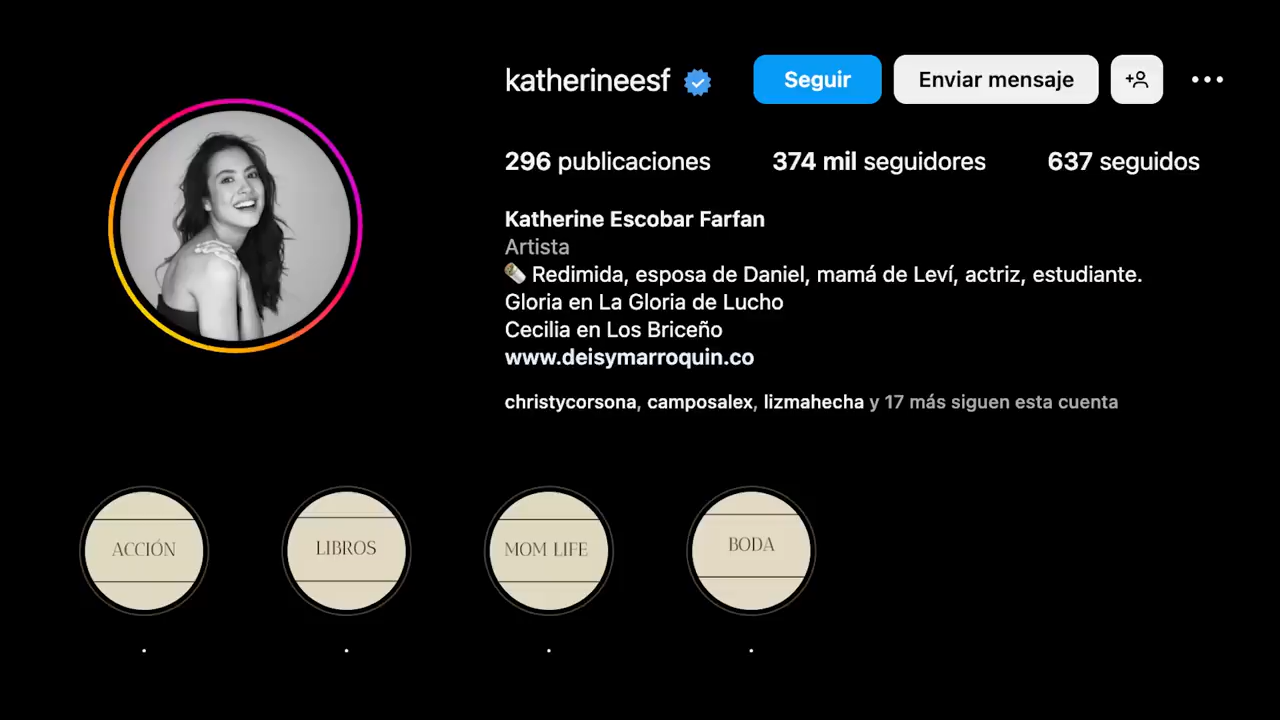 katherineesf
Seguir
Enviar mensaje
296 publicaciones
374 mil seguidores
637 seguidos
Katherine Escobar Farfan
Artista
Redimida, esposa de Daniel, mamá de Leví, actriz, estudiante.
Gloria en La Gloria de Lucho
Cecilia en Los Briceño
www.deisymarroquin.co
christycorsona, camposalex, lizmahecha y 17 más siguen esta cuenta
ACCIÓN
LIBROS
MOM LIFE
BODA